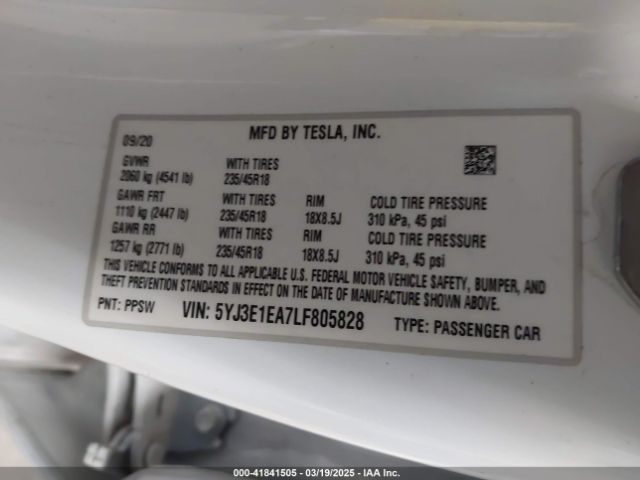 MFD BY TESLA, INC.
09/20
GVWR WITH TIRES
2060 kg (4541 lb) 235/45R18
GAWR FRT WITH TIRES RIM COLD TIRE PRESSURE
1110 kg (2447 lb) 235/45R18 18X8.5J 310 kPa, 45 psi
GAWR RR WITH TIRES RIM COLD TIRE PRESSURE
1257 kg (2771 lb) 235/45R18 18X8.5J 310 kPa, 45 psi
THIS VEHICLE CONFORMS TO ALL APPLICABLE U.S. FEDERAL MOTOR VEHICLE SAFETY, BUMPER, AND
THEFT PREVENTION STANDARDS IN EFFECT ON THE DATE OF MANUFACTURE SHOWN ABOVE.
PNT: PPSW VIN: 5YJ3E1EA7LF805828 TYPE: PASSENGER CAR
000-41841505 - 03/19/2025 - IAA Inc.